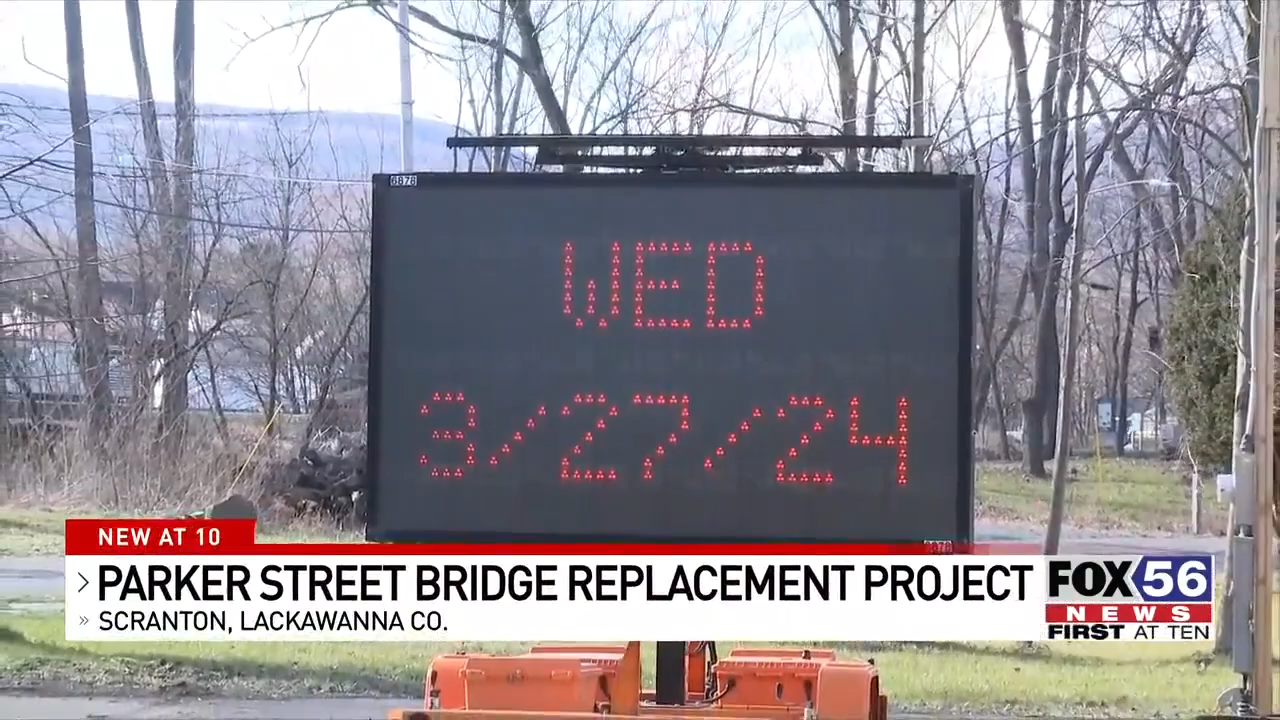 6878
WED
3/27/24
6878
NEW AT 10
PARKER STREET BRIDGE REPLACEMENT PROJECT
SCRANTON, LACKAWANNA CO.
FOX 56
NEWS
FIRST AT TEN